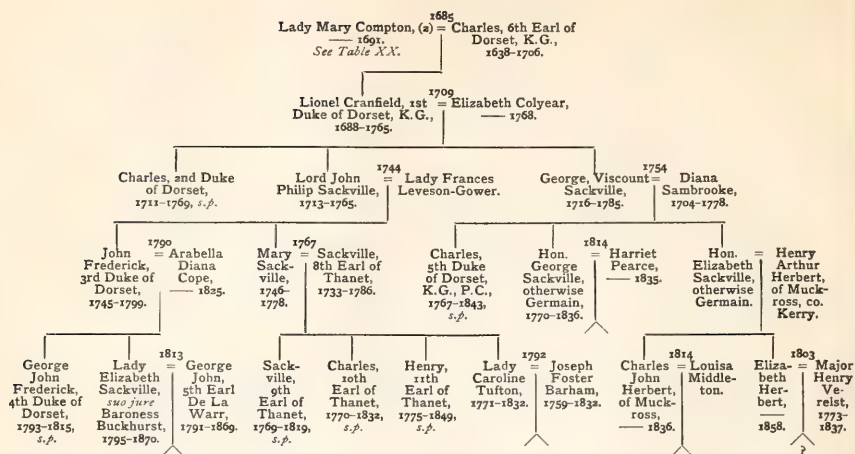 1685
Lady Mary Compton, (2) = Charles, 6th Earl of
—— 1691. Dorset, K.G.,
See Table XX. 1638-1706.
1709
Lionel Cranfield, 1st = Elizabeth Colyear,
Duke of Dorset, K.G., —— 1768.
1688-1765.
Charles, 2nd Duke
of Dorset,
1711-1769, s.p.
1744
Lord John = Lady Frances
Philip Sackville, Leveson-Gower.
1713-1765.
1754
George, Viscount = Diana
Sackville, Sambrooke,
1716-1785. 1704-1778.
1790
John = Arabella
Frederick, Diana
3rd Duke of Cope,
Dorset, —— 1825.
1745-1799.
1767
Mary = Sackville,
Sack- 8th Earl of
ville, Thanet,
1746- 1733-1786.
1778.
Charles,
5th Duke
of Dorset,
K.G., P.C.,
1767-1843,
s.p.
1814
Hon. = Harriet
George Pearce,
Sackville, —— 1835.
otherwise
Germain,
1770-1836.
Hon. = Henry
Elizabeth Arthur
Sackville, Herbert,
otherwise of Muck-
Germain. ross, co.
Kerry.
George
John
Frederick,
4th Duke of
Dorset,
1793-1815,
s.p.
1813
Lady = George
Elizabeth John,
Sackville, 5th Earl
suo jure De La
Baroness Warr,
Buckhurst, 1791-1869.
1795-1870.
Sack-
ville,
9th
Earl of
Thanet,
1769-1819,
s.p.
Charles,
10th
Earl of
Thanet,
1770-1832,
s.p.
Henry,
11th
Earl of
Thanet,
1775-1849,
s.p.
1792
Lady = Joseph
Caroline Foster
Tufton, Barham,
1771-1832. 1759-1832.
1814
Charles = Louisa
John Middle-
Herbert, ton.
of Muck-
ross,
—— 1836.
1803
Eliza- = Major
beth Henry
Her- Ve-
bert, relst,
—— 1773-
1858. 1837.
?